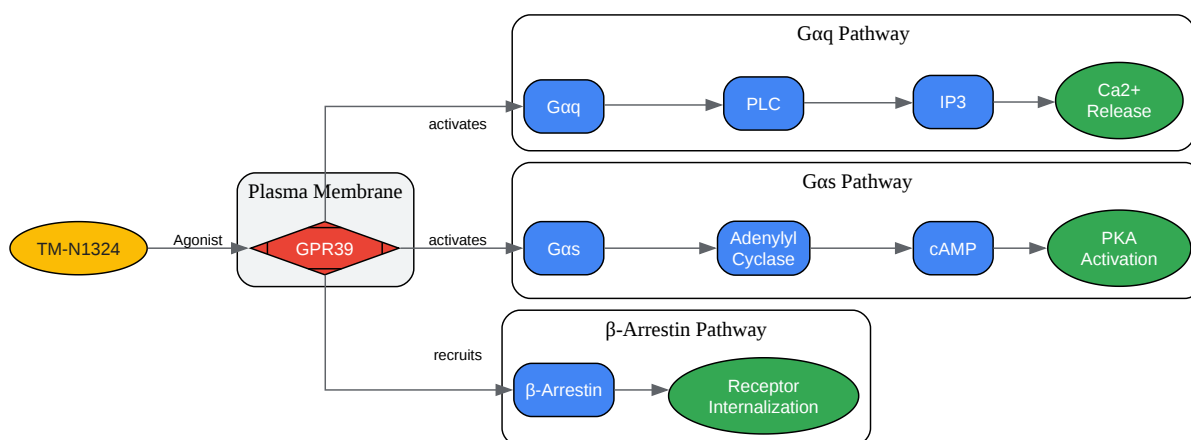 Gαq Pathway
Gαq
PLC
IP3
Ca2+
Release
activates
Plasma Membrane
Gαs Pathway
TM-N1324
Agonist
GPR39
activates
Gαs
Adenylyl
Cyclase
cAMP
PKA
Activation
β-Arrestin Pathway
recruits
β-Arrestin
Receptor
Internalization